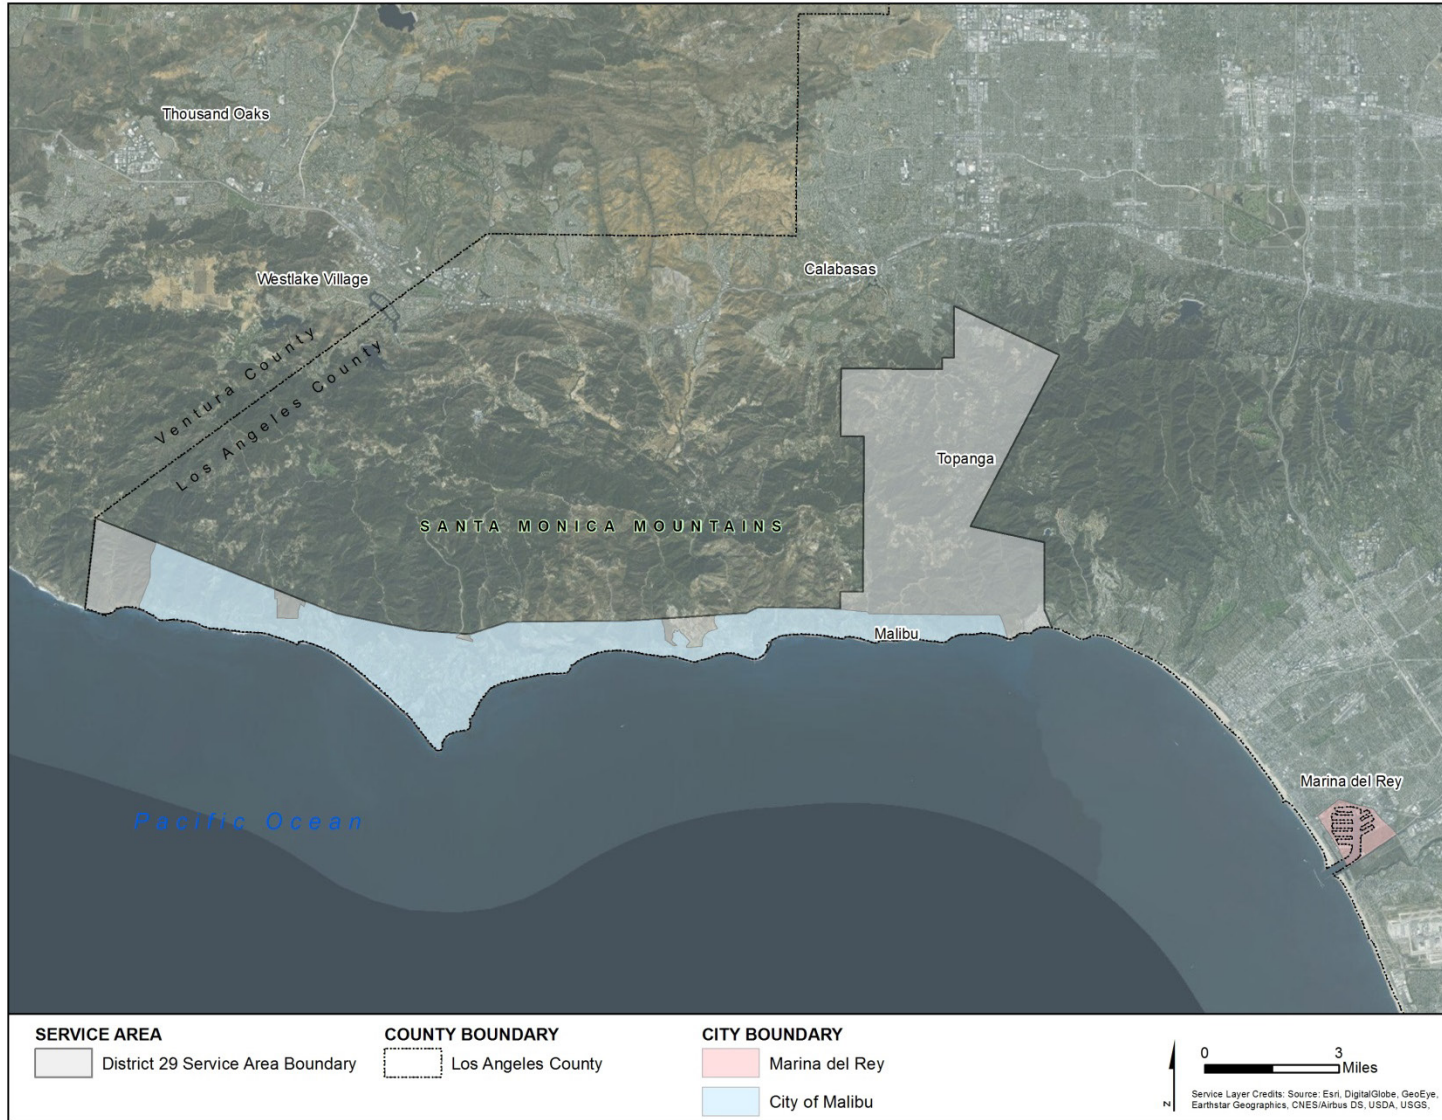 Thousand Oaks
Westlake Village
Calabasas
Ventura County
Los Angeles County
Topanga
SANTA MONICA MOUNTAINS
Malibu
Marina del Rey
Pacific Ocean
SERVICE AREA
District 29 Service Area Boundary
COUNTY BOUNDARY
Los Angeles County
CITY BOUNDARY
Marina del Rey
City of Malibu
N
0 3
Miles
Service Layer Credits: Source: Esri, DigitalGlobe, GeoEye,
Earthstar Geographics, CNES/Airbus DS, USDA, USGS,